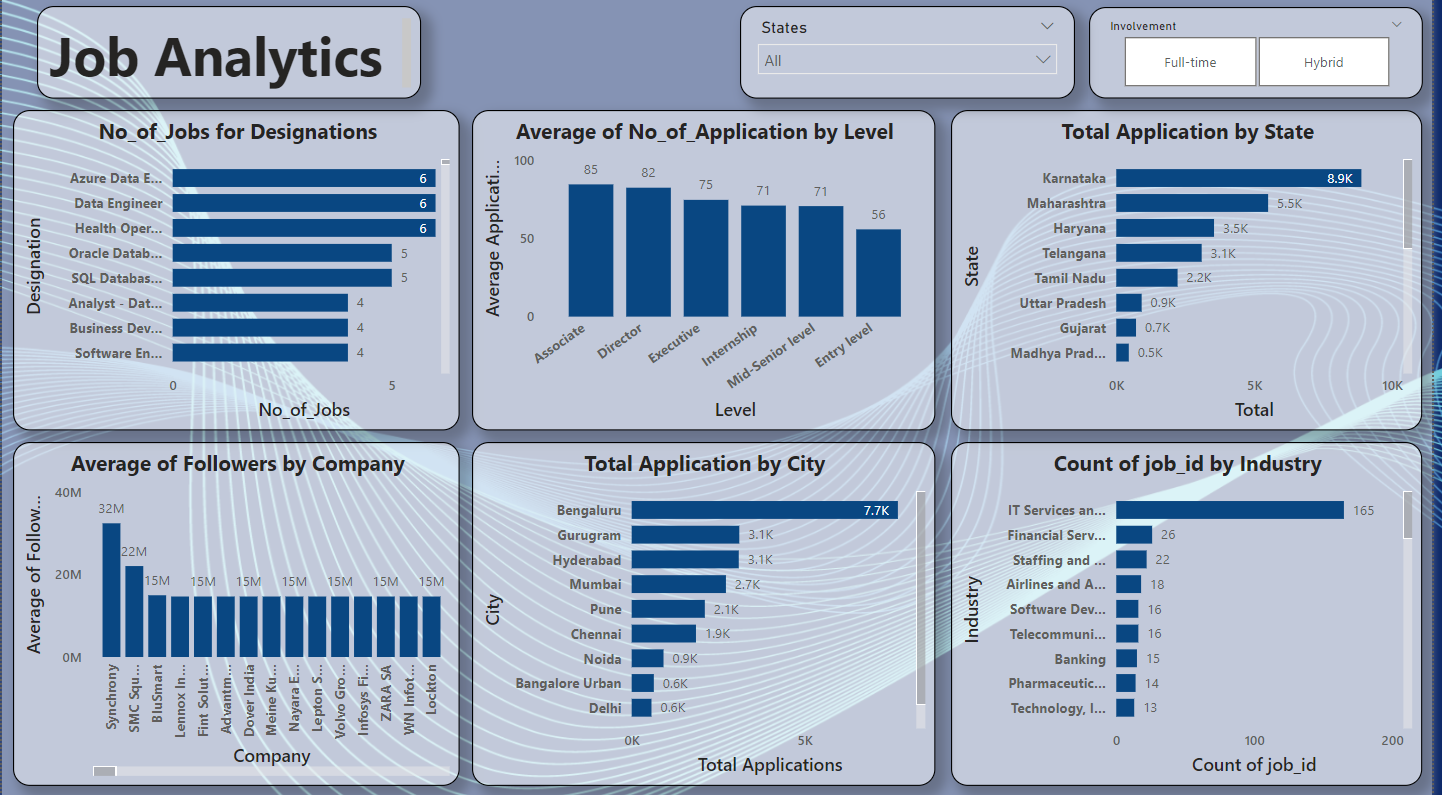 Job Analytics
States
All
Involvement
Full-time
Hybrid
No_of_Jobs for Designations
Designation
Azure Data E... 6
Data Engineer 6
Health Oper... 6
Oracle Datab... 5
SQL Databas... 5
Analyst - Dat... 4
Business Dev... 4
Software En... 4
0 5
No_of_Jobs
Average of No_of_Application by Level
Average Applicati...
100
50
0
85 82 75 71 71 56
Associate Director Executive Internship Mid-Senior level Entry level
Level
Total Application by State
State
Karnataka 8.9K
Maharashtra 5.5K
Haryana 3.5K
Telangana 3.1K
Tamil Nadu 2.2K
Uttar Pradesh 0.9K
Gujarat 0.7K
Madhya Prad... 0.5K
0K 5K 10K
Total
Average of Followers by Company
Average of Follow...
40M
20M
0M
32M 22M 15M 15M 15M 15M 15M 15M 15M 15M
Synchrony SMC Squ... BluSmart Lennox In... Fint Solut... Advantm... Dover India Meine Ku... Nayara E... Lepton S... Volvo Gro... Infosys Fi... ZARA SA WN Infot... Lockton
Company
Total Application by City
City
Bengaluru 7.7K
Gurugram 3.1K
Hyderabad 3.1K
Mumbai 2.7K
Pune 2.1K
Chennai 1.9K
Noida 0.9K
Bangalore Urban 0.6K
Delhi 0.6K
0K 5K
Total Applications
Count of job_id by Industry
Industry
IT Services an... 165
Financial Serv... 26
Staffing and ... 22
Airlines and A... 18
Software Dev... 16
Telecommuni... 16
Banking 15
Pharmaceutic... 14
Technology, I... 13
0 100 200
Count of job_id